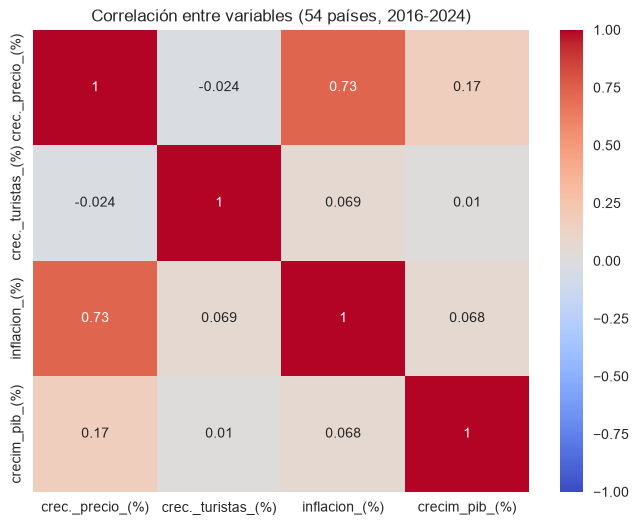 Correlación entre variables (54 países, 2016-2024)
crec._precio_(%)
1
-0.024
0.73
0.17
crec._turistas_(%)
-0.024
1
0.069
0.01
inflacion_(%)
0.73
0.069
1
0.068
crecim_pib_(%)
0.17
0.01
0.068
1
crec._precio_(%)
crec._turistas_(%)
inflacion_(%)
crecim_pib_(%)
1.00
0.75
0.50
0.25
0.00
−0.25
−0.50
−0.75
−1.00